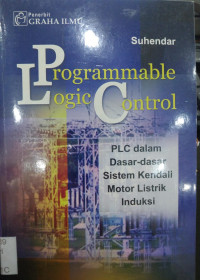 Penerbit
GRAHA ILMU
Suhendar
Programmable
Logic Control
PLC dalam
Dasar-dasar
Sistem Kendali
Motor Listrik
Induksi